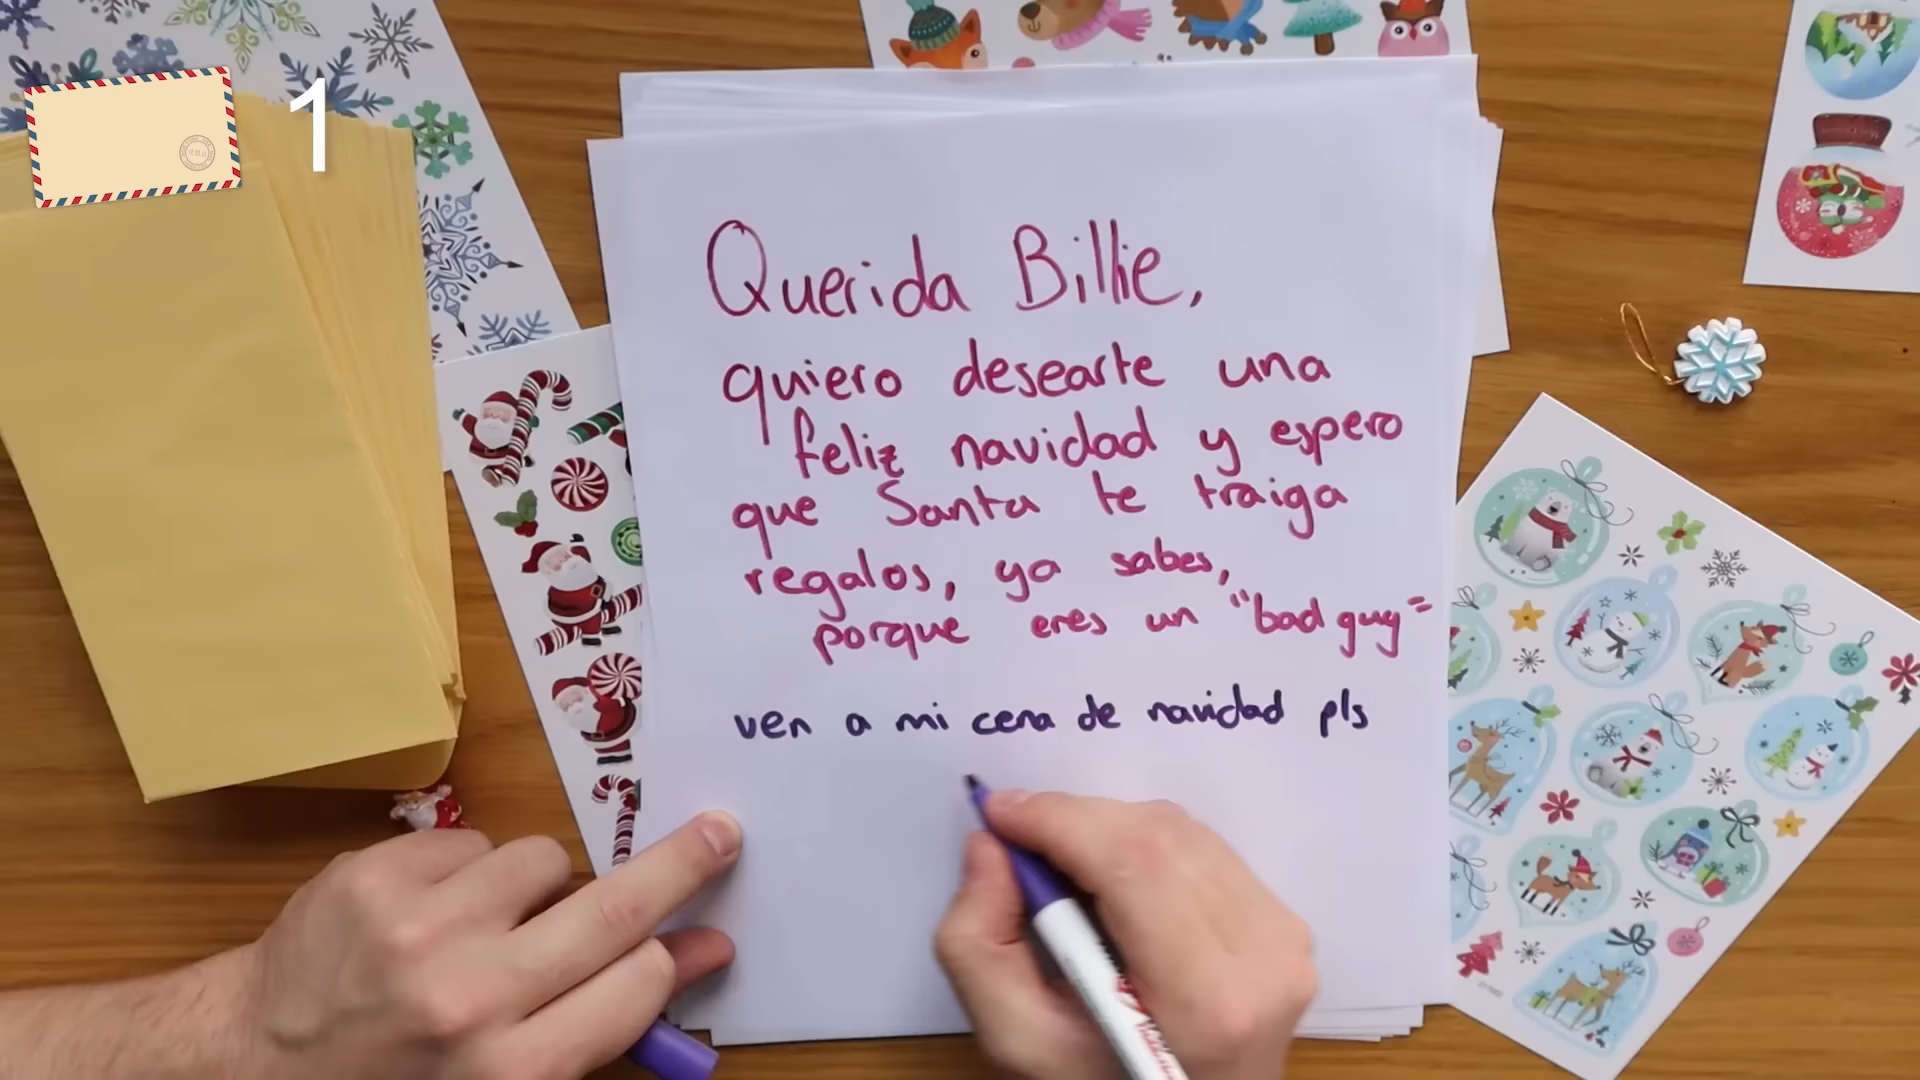 1
Querida Billie,
quiero desearte una
feliz navidad y espero
que Santa te traiga
regalos, ya sabes,
porque eres un "bad guy"
ven a mi cena de navidad pls